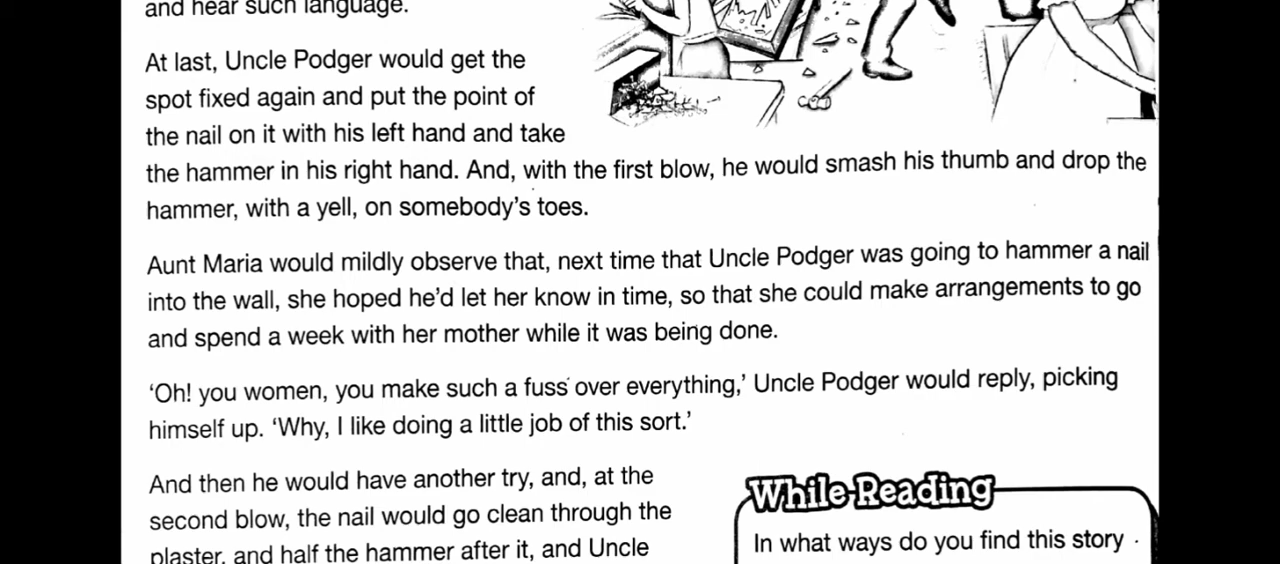 and hear such language.
At last, Uncle Podger would get the
spot fixed again and put the point of
the nail on it with his left hand and take
the hammer in his right hand. And, with the first blow, he would smash his thumb and drop the
hammer, with a yell, on somebody's toes.
Aunt Maria would mildly observe that, next time that Uncle Podger was going to hammer a nail
into the wall, she hoped he'd let her know in time, so that she could make arrangements to go
and spend a week with her mother while it was being done.
'Oh! you women, you make such a fuss over everything,' Uncle Podger would reply, picking
himself up. 'Why, I like doing a little job of this sort.'
And then he would have another try, and, at the
second blow, the nail would go clean through the
plaster, and half the hammer after it, and Uncle
While-Reading
In what ways do you find this story